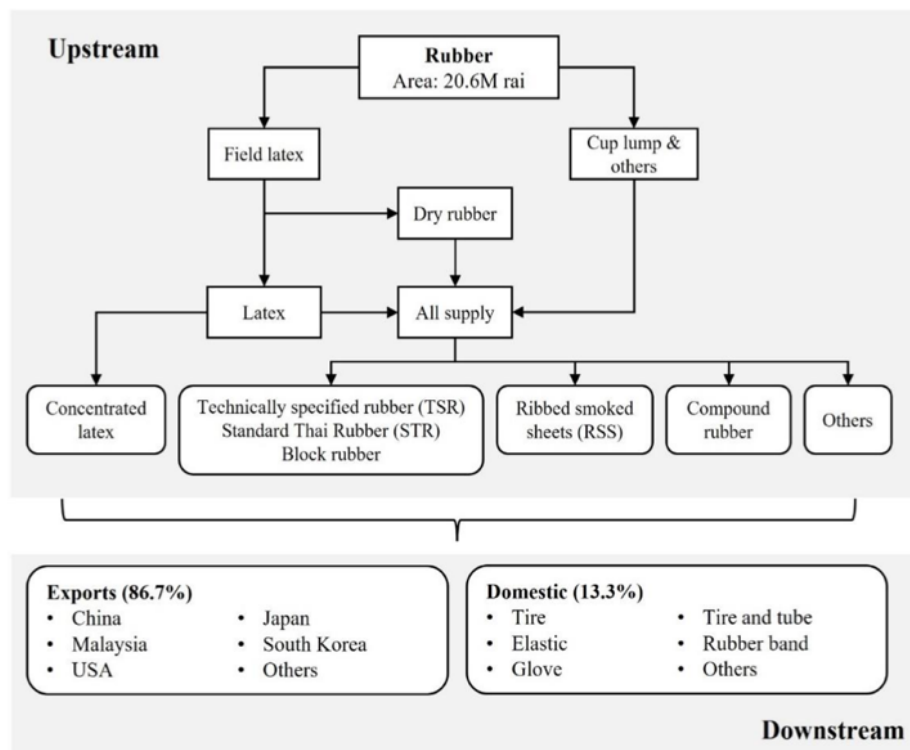 Upstream
Rubber
Area: 20.6M rai
Field latex
Cup lump &
others
Dry rubber
Latex
All supply
Concentrated
latex
Technically specified rubber (TSR)
Standard Thai Rubber (STR)
Block rubber
Ribbed smoked
sheets (RSS)
Compound
rubber
Others
Exports (86.7%)
• China
• Malaysia
• USA
• Japan
• South Korea
• Others
Domestic (13.3%)
• Tire
• Elastic
• Glove
• Tire and tube
• Rubber band
• Others
Downstream